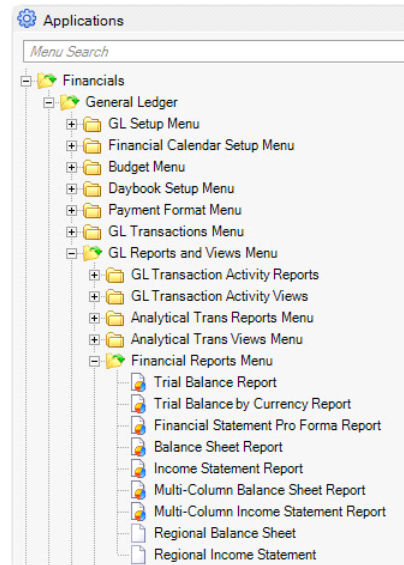 Applications
Menu Search
Financials
General Ledger
GL Setup Menu
Financial Calendar Setup Menu
Budget Menu
Daybook Setup Menu
Payment Format Menu
GL Transactions Menu
GL Reports and Views Menu
GL Transaction Activity Reports
GL Transaction Activity Views
Analytical Trans Reports Menu
Analytical Trans Views Menu
Financial Reports Menu
Trial Balance Report
Trial Balance by Currency Report
Financial Statement Pro Forma Report
Balance Sheet Report
Income Statement Report
Multi-Column Balance Sheet Report
Multi-Column Income Statement Report
Regional Balance Sheet
Regional Income Statement